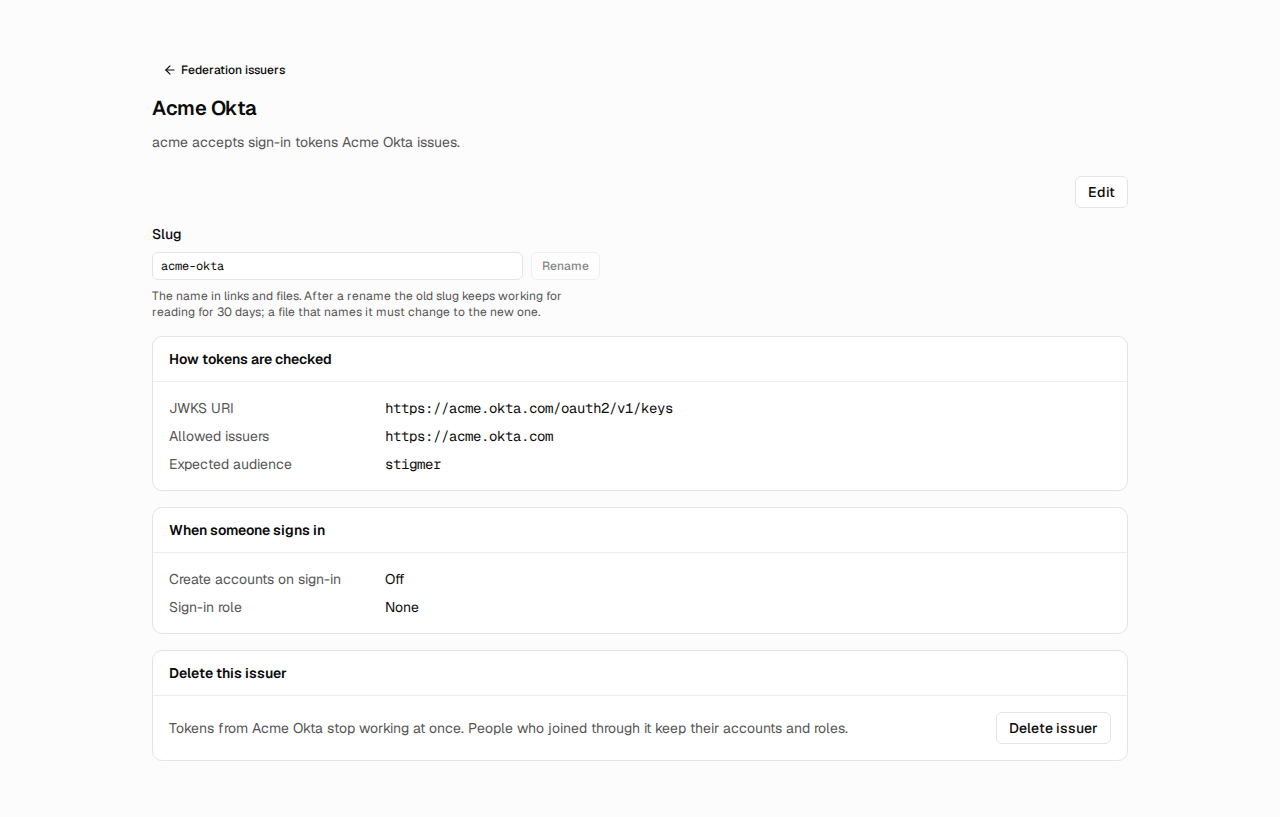 Federation issuers
Acme Okta
acme accepts sign-in tokens Acme Okta issues.
Edit
Slug
acme-okta
Rename
The name in links and files. After a rename the old slug keeps working for
reading for 30 days; a file that names it must change to the new one.
How tokens are checked
JWKS URI https://acme.okta.com/oauth2/v1/keys
Allowed issuers https://acme.okta.com
Expected audience stigmer
When someone signs in
Create accounts on sign-in Off
Sign-in role None
Delete this issuer
Tokens from Acme Okta stop working at once. People who joined through it keep their accounts and roles.
Delete issuer